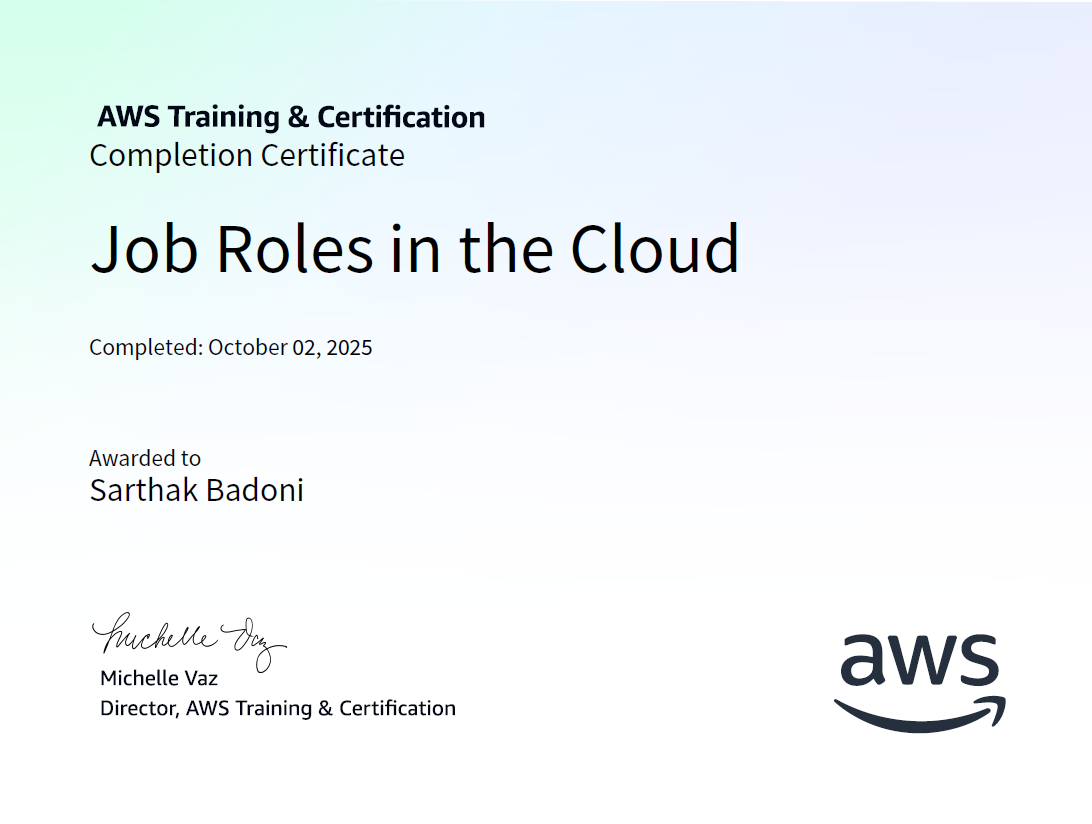 AWS Training & Certification
Completion Certificate
Job Roles in the Cloud
Completed: October 02, 2025
Awarded to
Sarthak Badoni
Michelle Vaz
Michelle Vaz
Director, AWS Training & Certification
aws